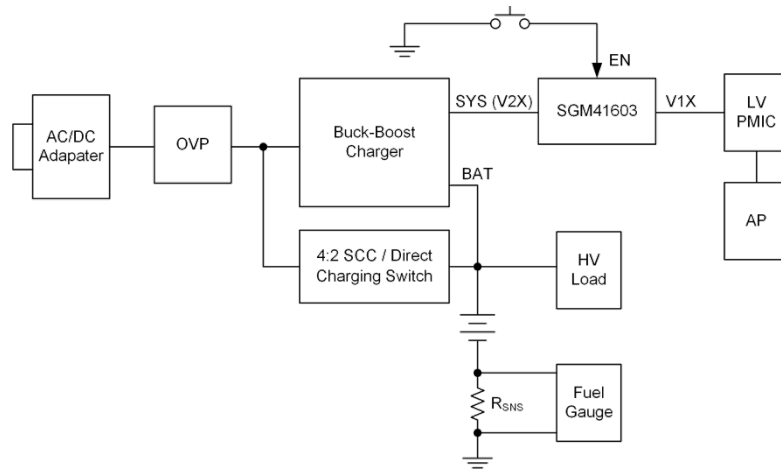 EN
AC/DC
Adapater
OVP
Buck-Boost
Charger
SYS (V2X)
SGM41603
V1X
LV
PMIC
BAT
AP
4:2 SCC / Direct
Charging Switch
HV
Load
RSNS
Fuel
Gauge